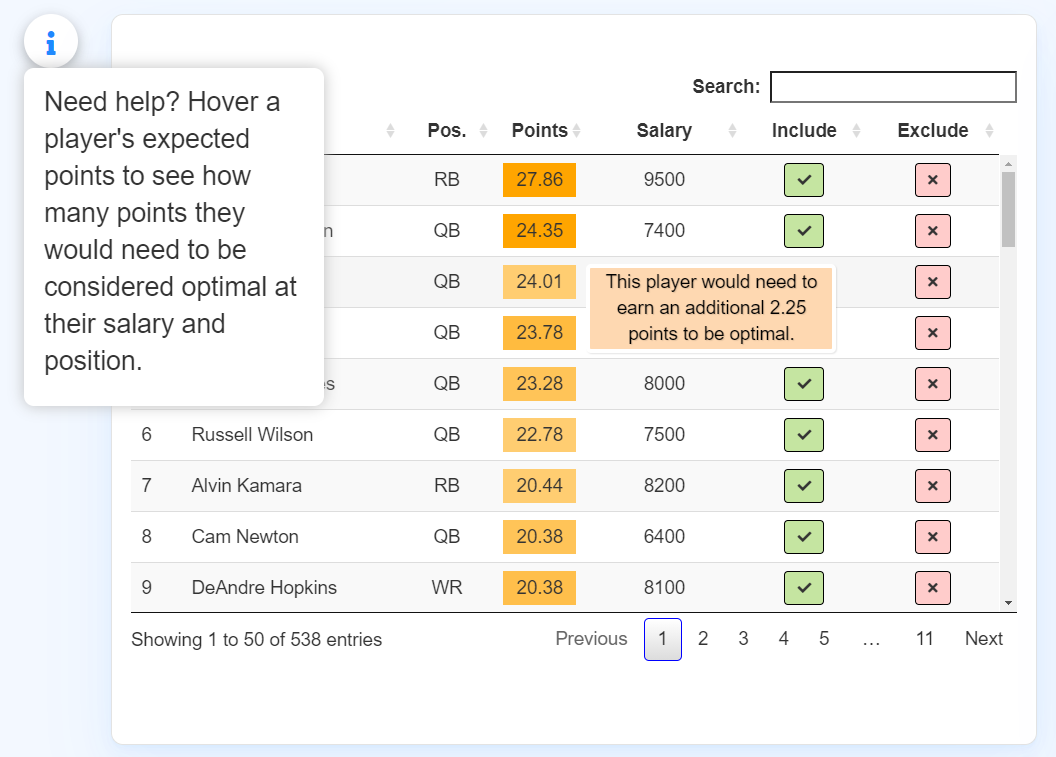 i
Need help? Hover a
player's expected
points to see how
many points they
would need to be
considered optimal at
their salary and
position.
Search:
Pos. Points Salary Include Exclude
RB 27.86 9500
n QB 24.35 7400
QB 24.01
QB 23.78
This player would need to
earn an additional 2.25
points to be optimal.
s QB 23.28 8000
6 Russell Wilson QB 22.78 7500
7 Alvin Kamara RB 20.44 8200
8 Cam Newton QB 20.38 6400
9 DeAndre Hopkins WR 20.38 8100
Showing 1 to 50 of 538 entries
Previous 1 2 3 4 5 … 11 Next